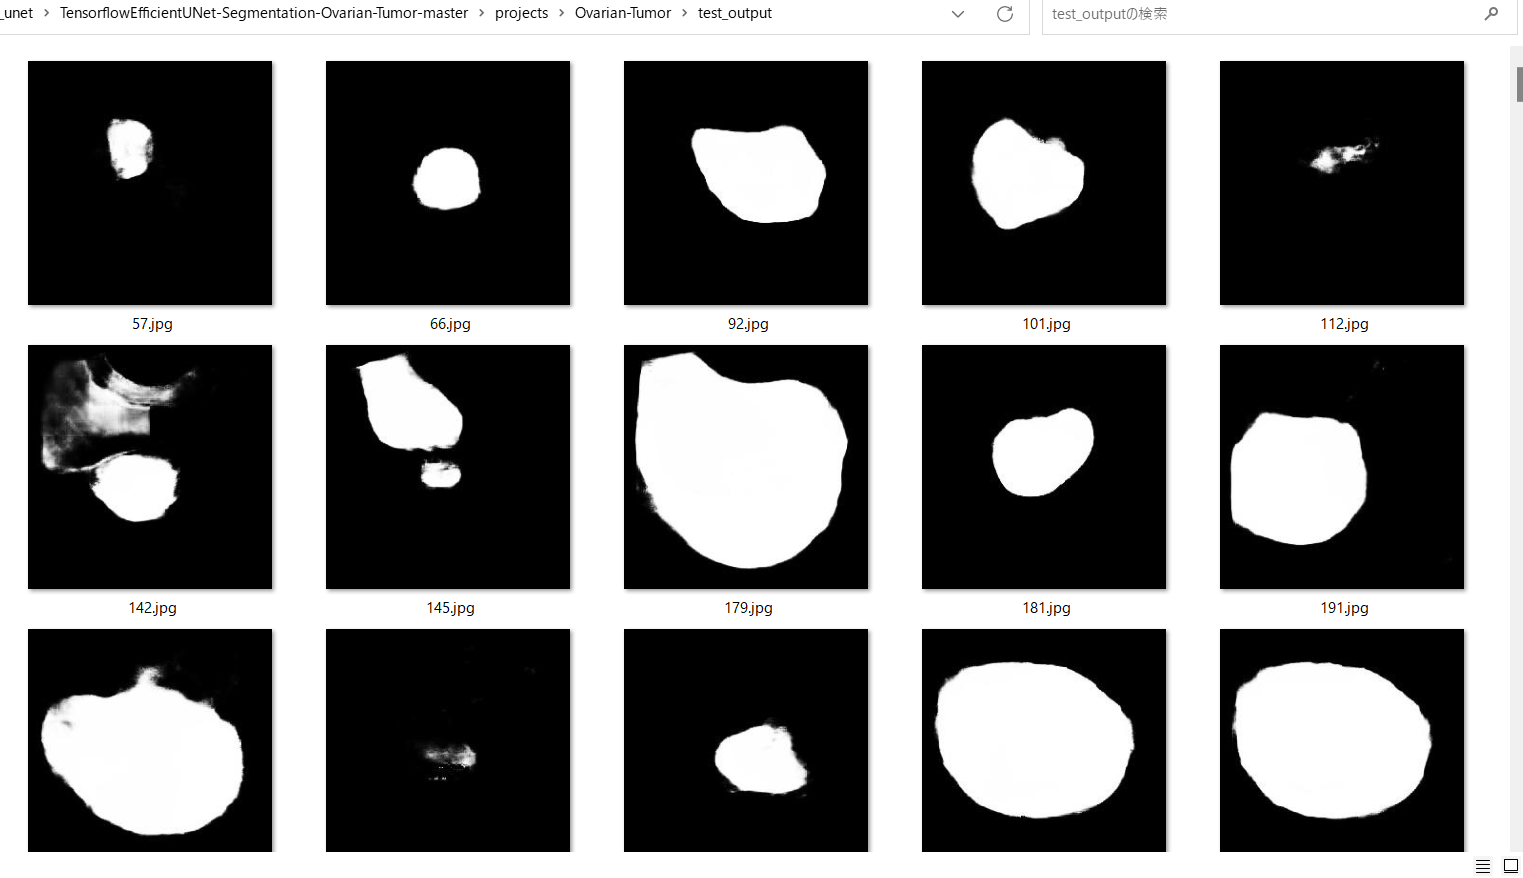 _unet > TensorflowEfficientUNet-Segmentation-Ovarian-Tumor-master > projects > Ovarian-Tumor > test_output
test_outputの検索
57.jpg
66.jpg
92.jpg
101.jpg
112.jpg
142.jpg
145.jpg
179.jpg
181.jpg
191.jpg